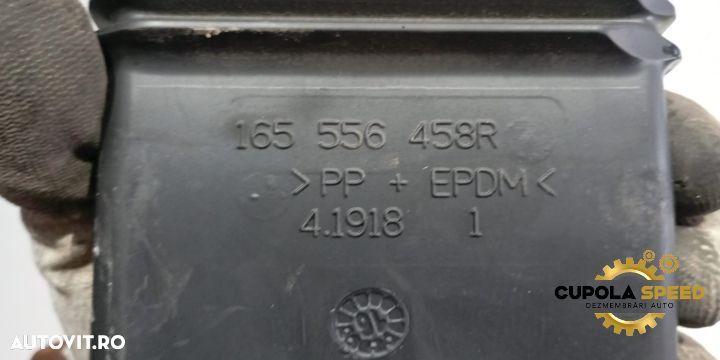 165 556 458R
>PP + EPDM<
4.1918 1
CUPOLA SPEED
DEZMEMBRĂRI AUTO
AUTOVIT.RO